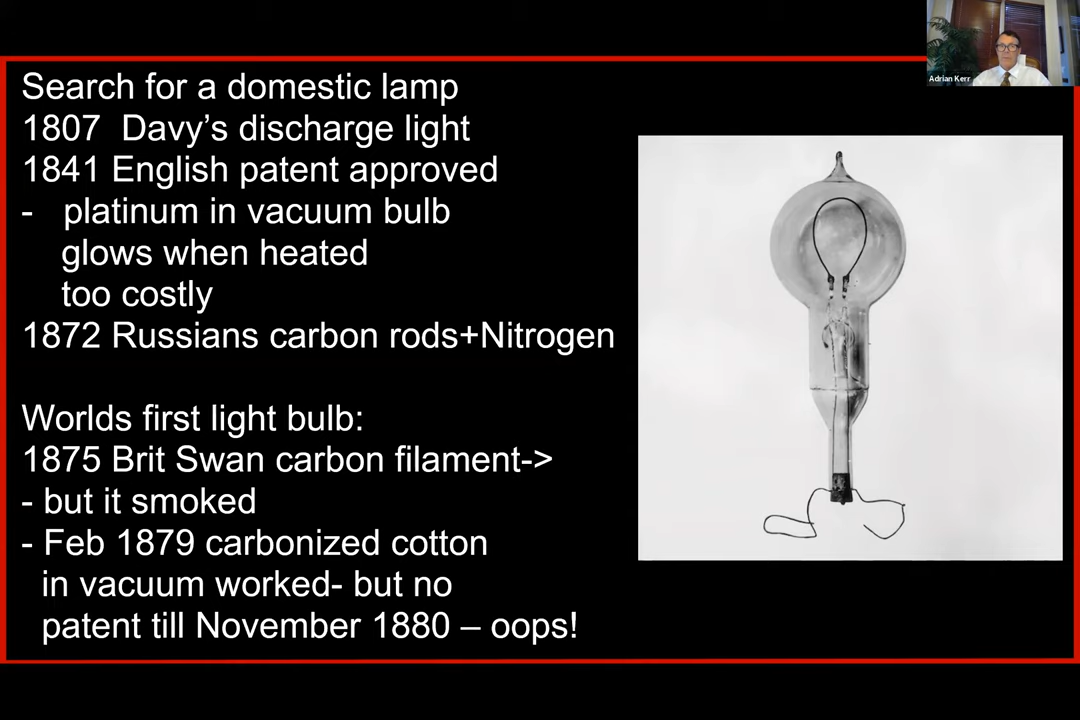 Search for a domestic lamp
1807 Davy's discharge light
1841 English patent approved
- platinum in vacuum bulb
glows when heated
too costly
1872 Russians carbon rods+Nitrogen
Worlds first light bulb:
1875 Brit Swan carbon filament->
- but it smoked
- Feb 1879 carbonized cotton
in vacuum worked- but no
patent till November 1880 – oops!
Adrian Kerr